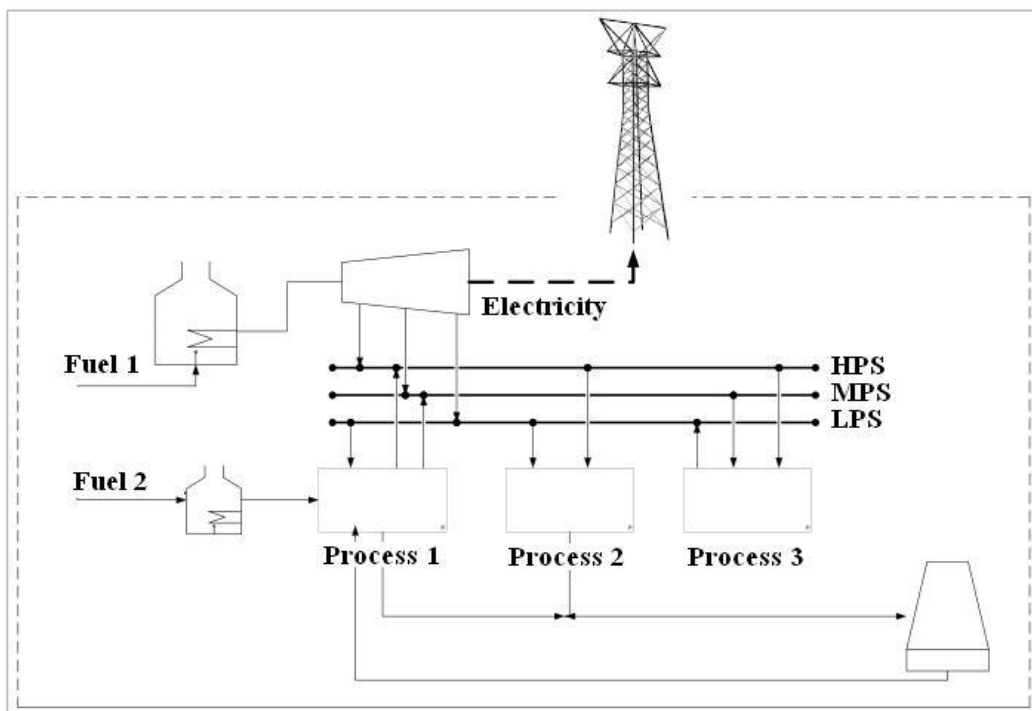 Electricity
Fuel 1
HPS
MPS
LPS
Fuel 2
Process 1
Process 2
Process 3